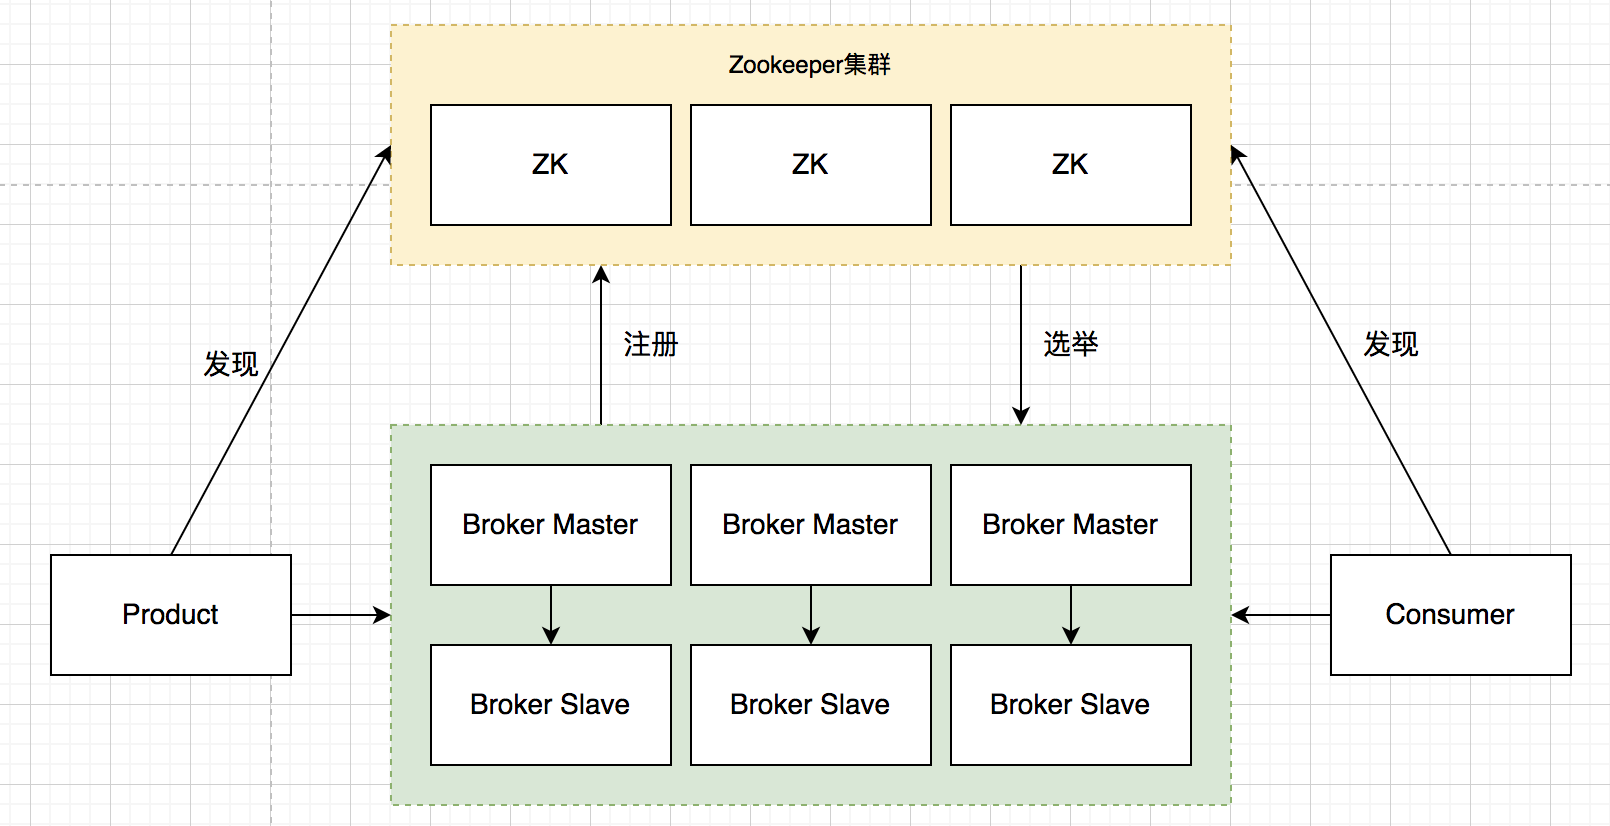 Zookeeper集群
ZK
ZK
ZK
注册
选举
发现
发现
Broker Master
Broker Master
Broker Master
Product
Consumer
Broker Slave
Broker Slave
Broker Slave